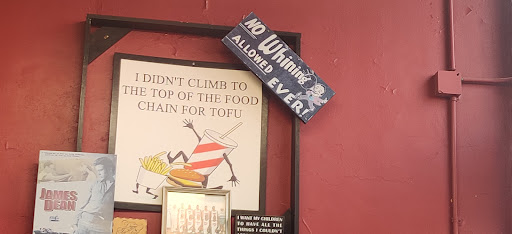 NO
Whining
ALLOWED
EVER!
I DIDN'T CLIMB TO
THE TOP OF THE FOOD
CHAIN FOR TOFU
JAMES
DEAN
I WANT MY CHILDREN
TO HAVE ALL THE
THINGS I COULDN'T